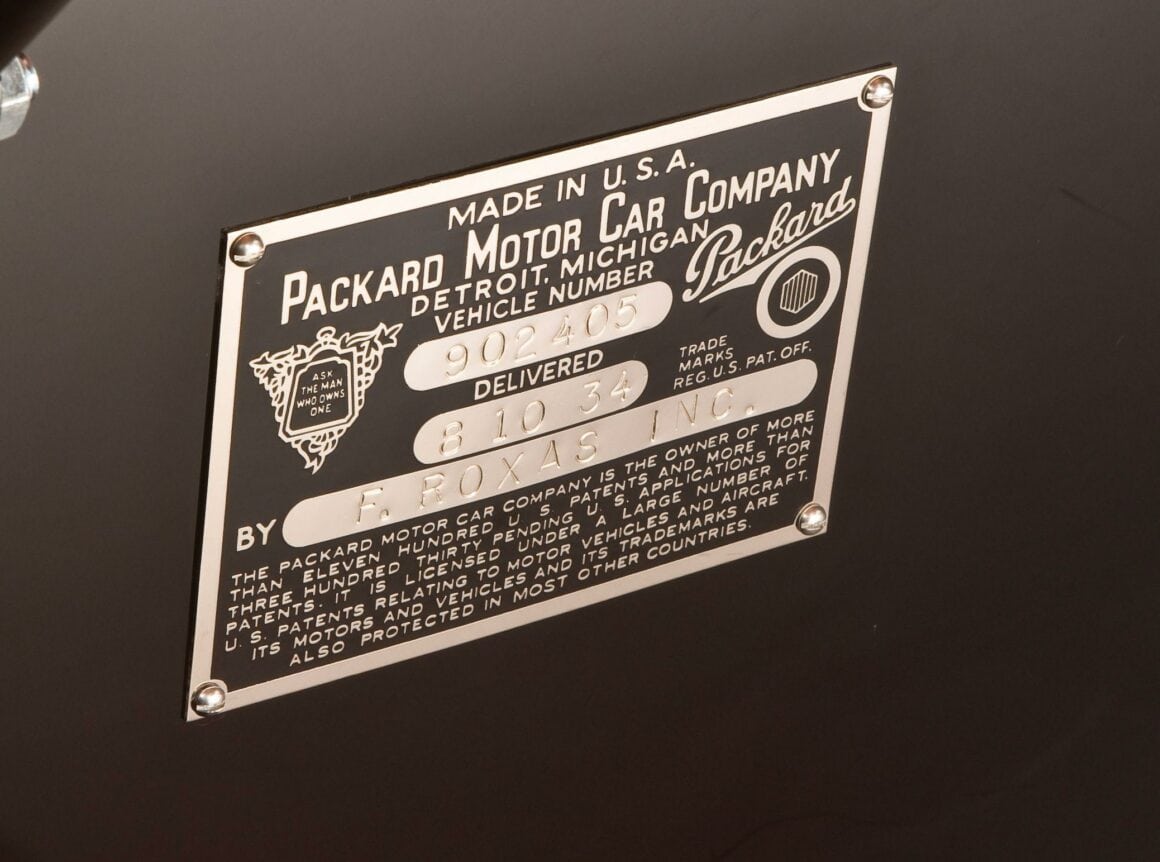 MADE IN U.S.A.
PACKARD MOTOR CAR COMPANY
DETROIT, MICHIGAN
Packard
VEHICLE NUMBER
902405
ASK
THE MAN
WHO OWNS
ONE
DELIVERED
8 10 34
TRADE
MARKS
REG. U.S. PAT. OFF.
BY F. ROXAS INC.
THE PACKARD MOTOR CAR COMPANY IS THE OWNER OF MORE
THAN ELEVEN HUNDRED U S PATENTS AND MORE THAN
THREE HUNDRED THIRTY PENDING U. S. APPLICATIONS FOR
PATENTS. IT IS LICENSED UNDER A LARGE NUMBER OF
U. S. PATENTS RELATING TO MOTOR VEHICLES AND AIRCRAFT.
ITS MOTORS AND VEHICLES AND ITS TRADEMARKS ARE
ALSO PROTECTED IN MOST OTHER COUNTRIES.